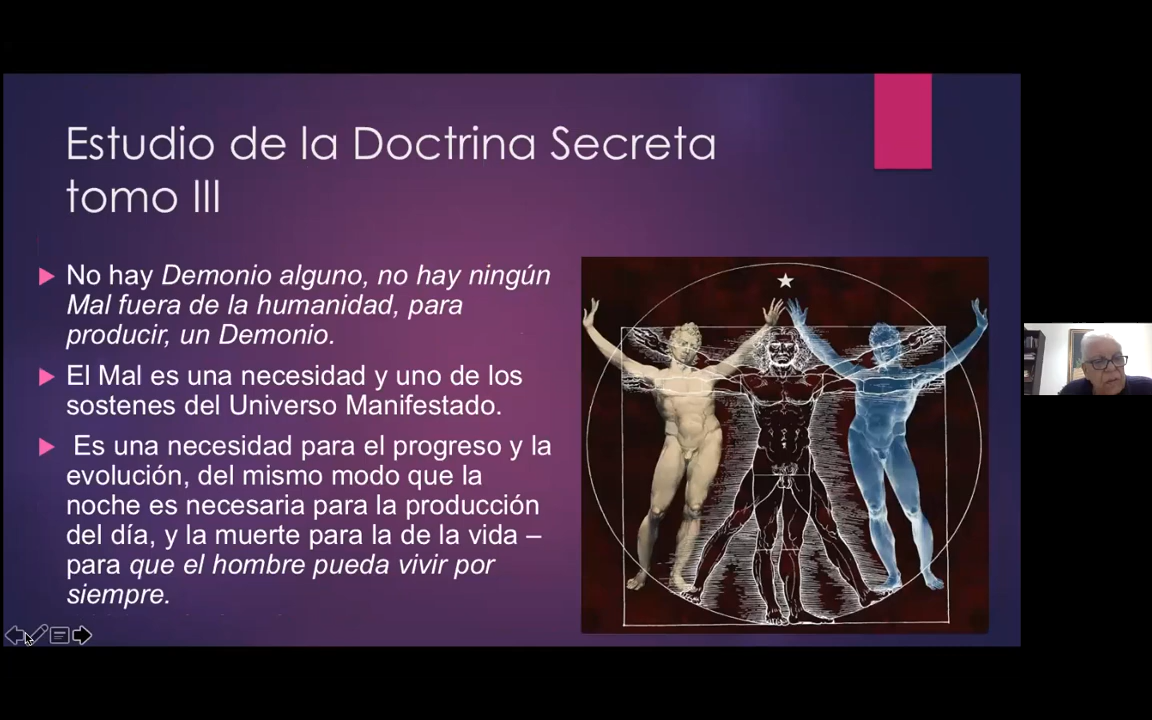 Estudio de la Doctrina Secreta
tomo III
No hay Demonio alguno, no hay ningún
Mal fuera de la humanidad, para
producir, un Demonio.
El Mal es una necesidad y uno de los
sostenes del Universo Manifestado.
Es una necesidad para el progreso y la
evolución, del mismo modo que la
noche es necesaria para la producción
del día, y la muerte para la de la vida –
para que el hombre pueda vivir por
siempre.